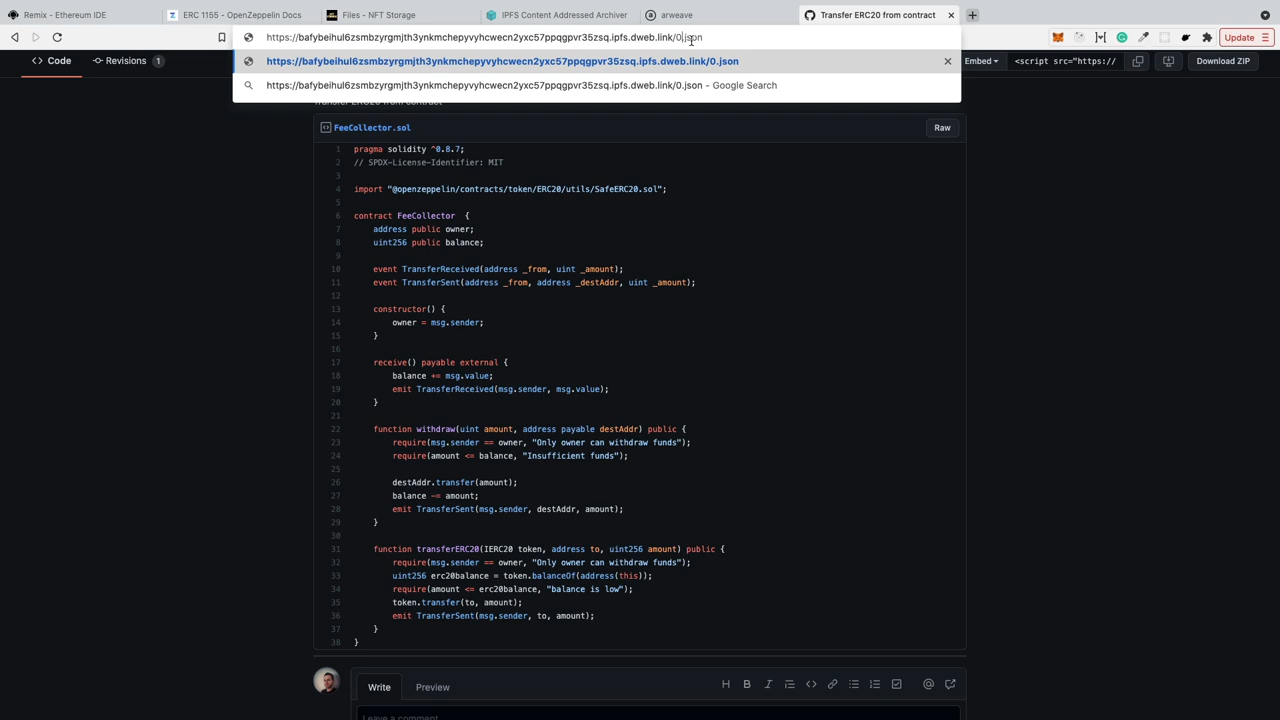 Remix - Ethereum IDE
ERC 1155 - OpenZeppelin Docs
Files - NFT Storage
IPFS Content Addressed Archiver
arweave
Transfer ERC20 from contract
https://bafybeihul6zsmbzyrgmjth3ynkmchepyvyhcwecn2yxc57ppqgpvr35zsq.ipfs.dweb.link/0.json
Update
https://bafybeihul6zsmbzyrgmjth3ynkmchepyvyhcwecn2yxc57ppqgpvr35zsq.ipfs.dweb.link/0.json
https://bafybeihul6zsmbzyrgmjth3ynkmchepyvyhcwecn2yxc57ppqgpvr35zsq.ipfs.dweb.link/0.json - Google Search
Code
Revisions 1
Embed
<script src="https://
Download ZIP
Transfer ERC20 from contract
FeeCollector.sol
Raw
1 pragma solidity ^0.8.7;
2 // SPDX-License-Identifier: MIT
3
4 import "@openzeppelin/contracts/token/ERC20/utils/SafeERC20.sol";
5
6 contract FeeCollector {
7 address public owner;
8 uint256 public balance;
9
10 event TransferReceived(address _from, uint _amount);
11 event TransferSent(address _from, address _destAddr, uint _amount);
12
13 constructor() {
14 owner = msg.sender;
15 }
16
17 receive() payable external {
18 balance += msg.value;
19 emit TransferReceived(msg.sender, msg.value);
20 }
21
22 function withdraw(uint amount, address payable destAddr) public {
23 require(msg.sender == owner, "Only owner can withdraw funds");
24 require(amount <= balance, "Insufficient funds");
25
26 destAddr.transfer(amount);
27 balance -= amount;
28 emit TransferSent(msg.sender, destAddr, amount);
29 }
30
31 function transferERC20(IERC20 token, address to, uint256 amount) public {
32 require(msg.sender == owner, "Only owner can withdraw funds");
33 uint256 erc20balance = token.balanceOf(address(this));
34 require(amount <= erc20balance, "balance is low");
35 token.transfer(to, amount);
36 emit TransferSent(msg.sender, to, amount);
37 }
38 }
Write
Preview
Leave a comment